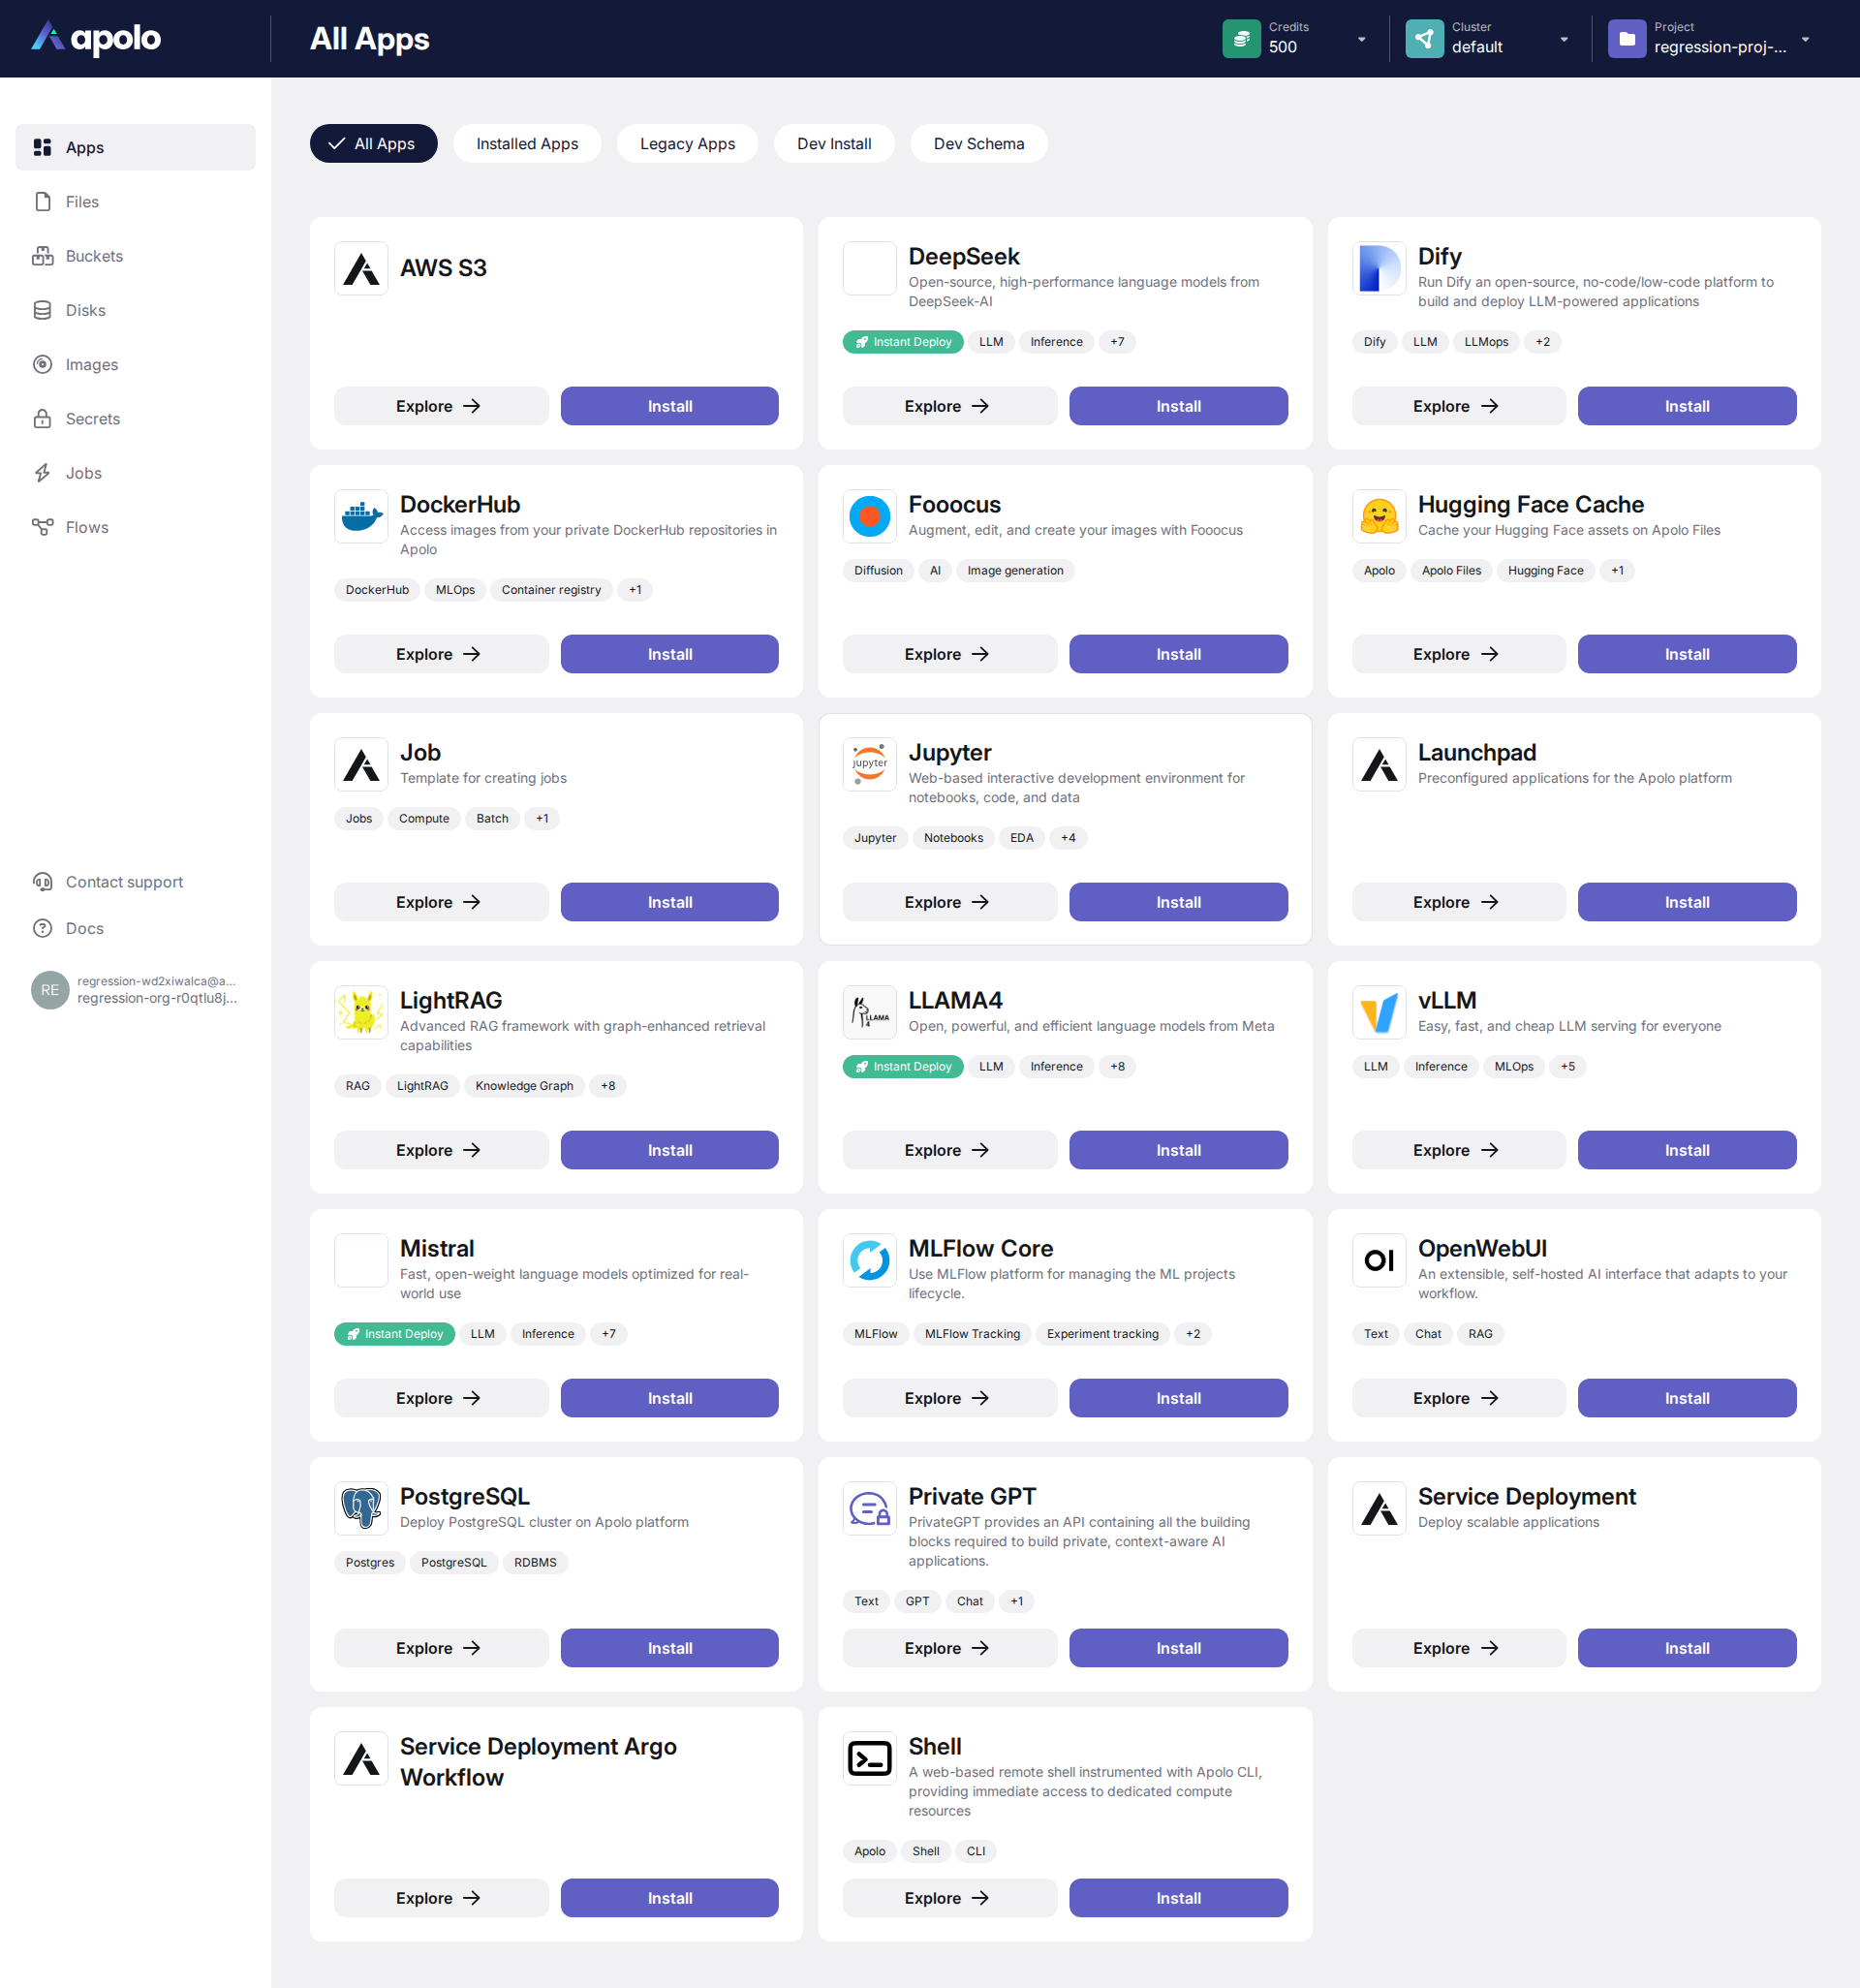 apolo
All Apps
Credits
500
Cluster
default
Project
regression-proj-...
Apps
Files
Buckets
Disks
Images
Secrets
Jobs
Flows
Contact support
Docs
RE
regression-wd2xiwalca@a...
regression-org-r0qtlu8j...
All Apps
Installed Apps
Legacy Apps
Dev Install
Dev Schema
AWS S3
Explore
Install
DeepSeek
Open-source, high-performance language models from
DeepSeek-AI
Instant Deploy LLM Inference +7
Explore
Install
Dify
Run Dify an open-source, no-code/low-code platform to
build and deploy LLM-powered applications
Dify LLM LLMops +2
Explore
Install
DockerHub
Access images from your private DockerHub repositories in
Apolo
DockerHub MLOps Container registry +1
Explore
Install
Fooocus
Augment, edit, and create your images with Fooocus
Diffusion AI Image generation
Explore
Install
Hugging Face Cache
Cache your Hugging Face assets on Apolo Files
Apolo Apolo Files Hugging Face +1
Explore
Install
Job
Template for creating jobs
Jobs Compute Batch +1
Explore
Install
jupyter
Jupyter
Web-based interactive development environment for
notebooks, code, and data
Jupyter Notebooks EDA +4
Explore
Install
Launchpad
Preconfigured applications for the Apolo platform
Explore
Install
LightRAG
Advanced RAG framework with graph-enhanced retrieval
capabilities
RAG LightRAG Knowledge Graph +8
Explore
Install
LLAMA
4
LLAMA4
Open, powerful, and efficient language models from Meta
Instant Deploy LLM Inference +8
Explore
Install
vLLM
Easy, fast, and cheap LLM serving for everyone
LLM Inference MLOps +5
Explore
Install
Mistral
Fast, open-weight language models optimized for real-
world use
Instant Deploy LLM Inference +7
Explore
Install
MLFlow Core
Use MLFlow platform for managing the ML projects
lifecycle.
MLFlow MLFlow Tracking Experiment tracking +2
Explore
Install
OI
OpenWebUI
An extensible, self-hosted AI interface that adapts to your
workflow.
Text Chat RAG
Explore
Install
PostgreSQL
Deploy PostgreSQL cluster on Apolo platform
Postgres PostgreSQL RDBMS
Explore
Install
Private GPT
PrivateGPT provides an API containing all the building
blocks required to build private, context-aware AI
applications.
Text GPT Chat +1
Explore
Install
Service Deployment
Deploy scalable applications
Explore
Install
Service Deployment Argo
Workflow
Explore
Install
Shell
A web-based remote shell instrumented with Apolo CLI,
providing immediate access to dedicated compute
resources
Apolo Shell CLI
Explore
Install